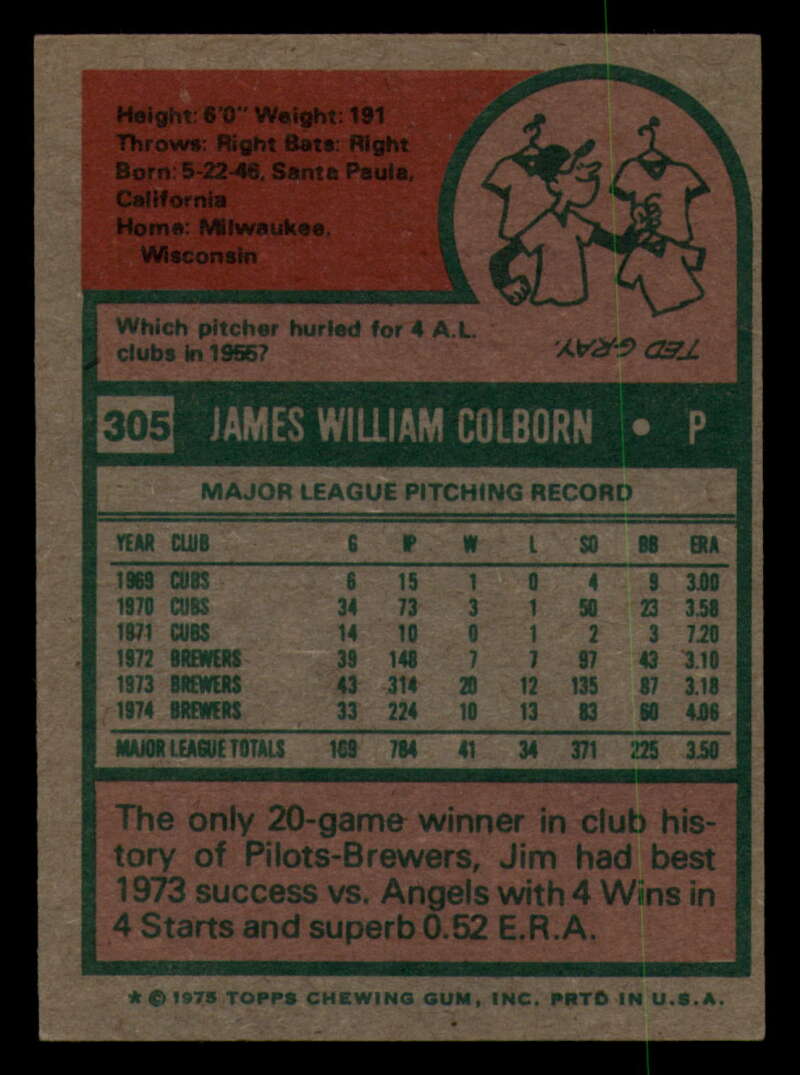 Height: 6'0" Weight: 191
Throws: Right Bats: Right
Born: 5-22-46, Santa Paula,
California
Home: Milwaukee,
Wisconsin
Which pitcher hurled for 4 A.L.
clubs in 1955?
TED GRAY.
305 JAMES WILLIAM COLBORN • P
MAJOR LEAGUE PITCHING RECORD
YEAR CLUB G IP W L SO BB ERA
1969 CUBS 6 15 1 0 4 9 3.00
1970 CUBS 34 73 3 1 50 23 3.58
1971 CUBS 14 10 0 1 2 3 7.20
1972 BREWERS 39 148 7 7 97 43 3.10
1973 BREWERS 43 314 20 12 135 87 3.18
1974 BREWERS 33 224 10 13 83 60 4.06
MAJOR LEAGUE TOTALS 169 784 41 34 371 225 3.50
The only 20-game winner in club his-
tory of Pilots-Brewers, Jim had best
1973 success vs. Angels with 4 Wins in
4 Starts and superb 0.52 E.R.A.
* © 1975 TOPPS CHEWING GUM, INC. PRTD IN U.S.A.